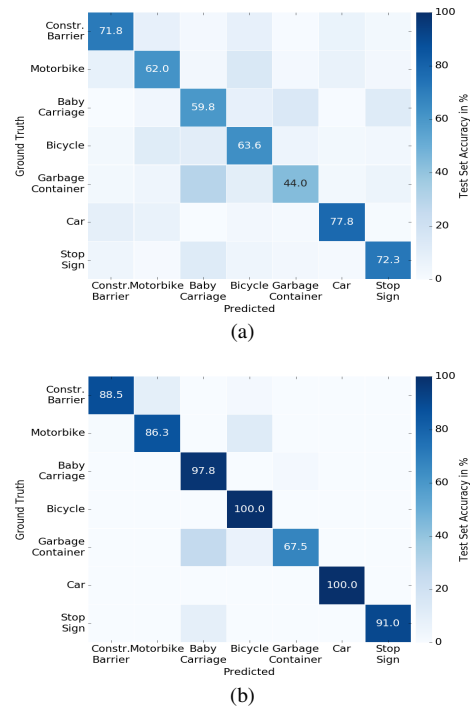 100
80
60
40
20
0
Test Set Accuracy in %
Ground Truth
Constr.
Barrier
71.8
Motorbike
62.0
Baby
Carriage
59.8
Bicycle
63.6
Garbage
Container
44.0
Car
77.8
Stop
Sign
72.3
Constr. Motorbike Baby Bicycle Garbage Car Stop
Barrier Carriage Container Sign
Predicted
(a)
100
80
60
40
20
0
Test Set Accuracy in %
Ground Truth
Constr.
Barrier
88.5
Motorbike
86.3
Baby
Carriage
97.8
Bicycle
100.0
Garbage
Container
67.5
Car
100.0
Stop
Sign
91.0
Constr. Motorbike Baby Bicycle Garbage Car Stop
Barrier Carriage Container Sign
Predicted
(b)